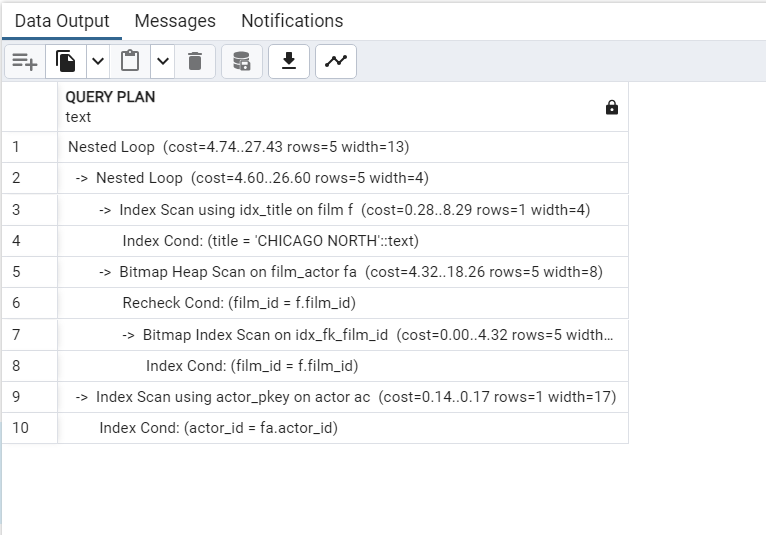 Data Output Messages Notifications
QUERY PLAN
text
1 Nested Loop (cost=4.74..27.43 rows=5 width=13)
2 -> Nested Loop (cost=4.60..26.60 rows=5 width=4)
3 -> Index Scan using idx_title on film f (cost=0.28..8.29 rows=1 width=4)
4 Index Cond: (title = 'CHICAGO NORTH'::text)
5 -> Bitmap Heap Scan on film_actor fa (cost=4.32..18.26 rows=5 width=8)
6 Recheck Cond: (film_id = f.film_id)
7 -> Bitmap Index Scan on idx_fk_film_id (cost=0.00..4.32 rows=5 width...
8 Index Cond: (film_id = f.film_id)
9 -> Index Scan using actor_pkey on actor ac (cost=0.14..0.17 rows=1 width=17)
10 Index Cond: (actor_id = fa.actor_id)